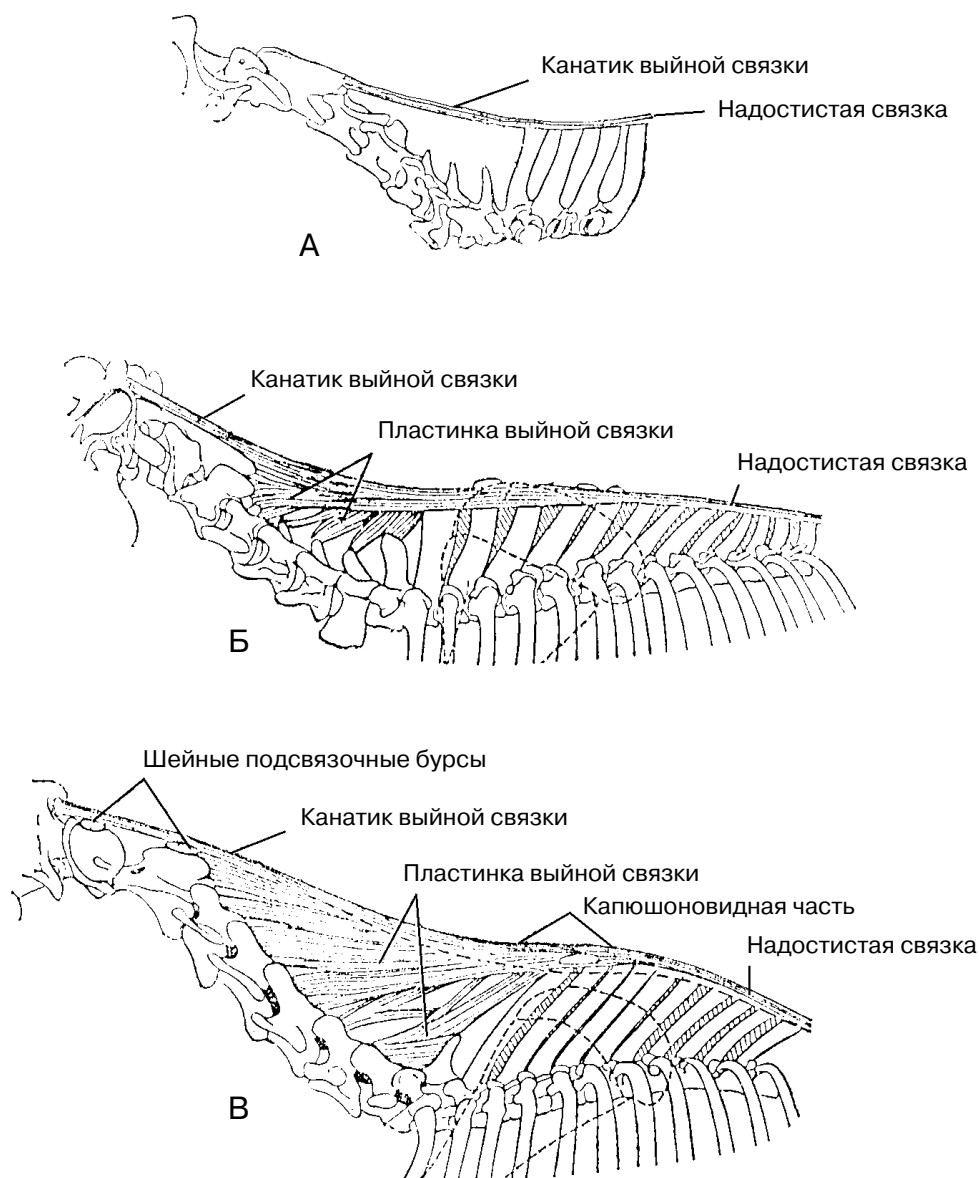 Канатик выйной связки
Надостистая связка
А
Канатик выйной связки
Пластинка выйной связки
Надостистая связка
Б
Шейные подсвязочные бурсы
Канатик выйной связки
Пластинка выйной связки
Капюшоновидная часть
Надостистая связка
В